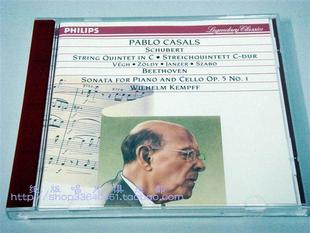 PHILIPS
Legendary Classics
PABLO CASALS
SCHUBERT
STRING QUINTET IN C • STREICHQUINTETT C-DUR
VÉGH • ZÖLDY • JANZER • SZABO
BEETHOVEN
SONATA FOR PIANO AND CELLO OP. 5 NO. 1
WILHELM KEMPFF